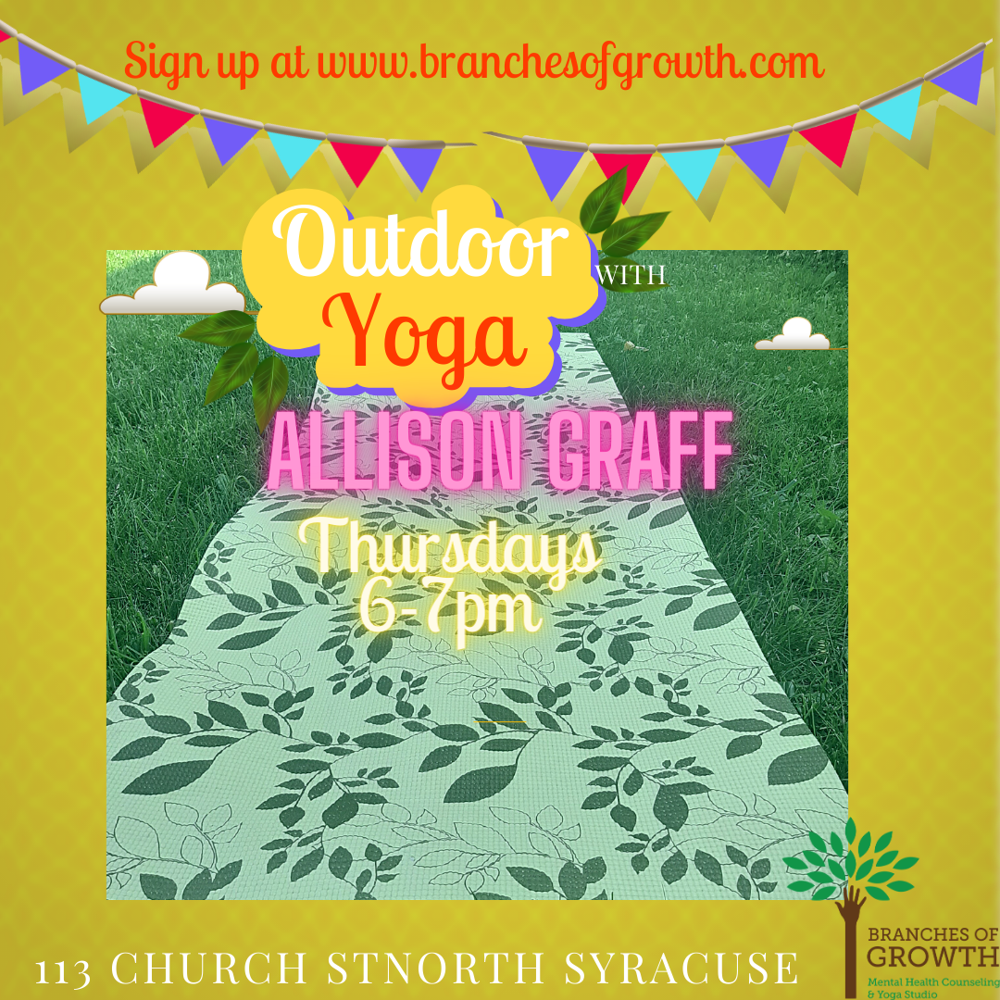 Sign up at www.branchesofgrowth.com
Outdoor
WITH
Yoga
ALLISON GRAFF
Thursdays
6-7pm
BRANCHES OF
GROWTH
Mental Health Counseling
& Yoga Studio
113 CHURCH STNORTH SYRACUSE